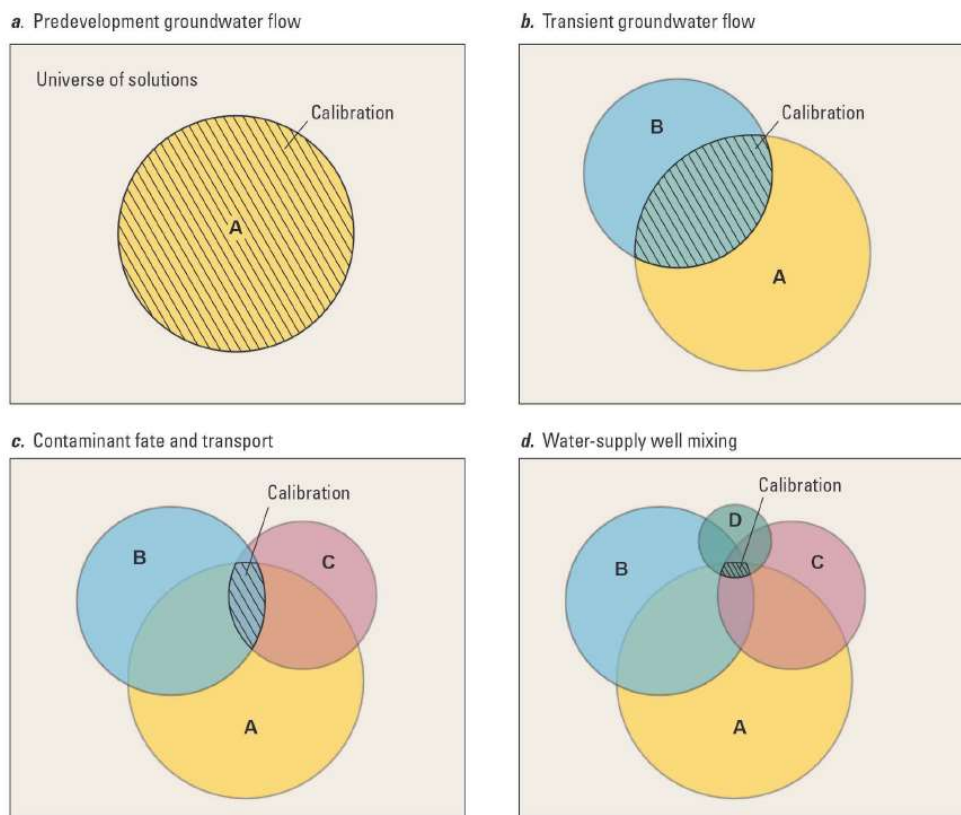 a. Predevelopment groundwater flow
Universe of solutions
Calibration
A
b. Transient groundwater flow
Calibration
B
A
c. Contaminant fate and transport
Calibration
B
C
A
d. Water-supply well mixing
Calibration
D
B
C
A